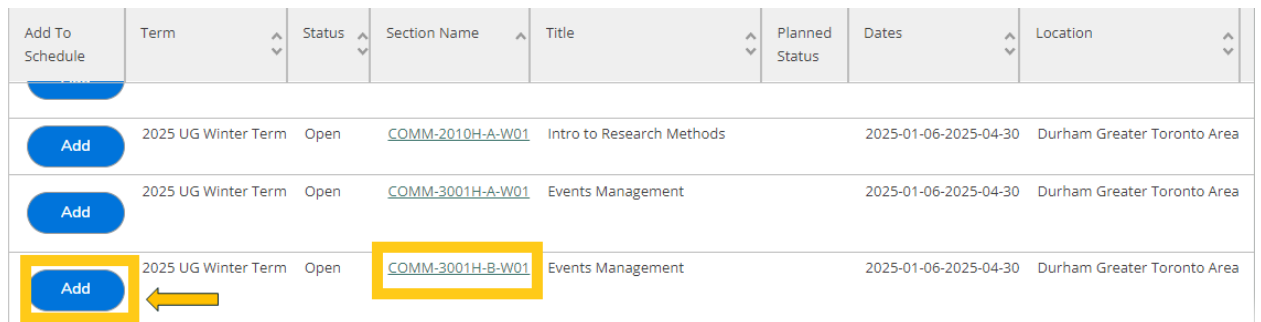 Add To Schedule Term Status Section Name Title Planned Status Dates Location
Add 2025 UG Winter Term Open COMM-2010H-A-W01 Intro to Research Methods 2025-01-06-2025-04-30 Durham Greater Toronto Area
Add 2025 UG Winter Term Open COMM-3001H-A-W01 Events Management 2025-01-06-2025-04-30 Durham Greater Toronto Area
Add 2025 UG Winter Term Open COMM-3001H-B-W01 Events Management 2025-01-06-2025-04-30 Durham Greater Toronto Area